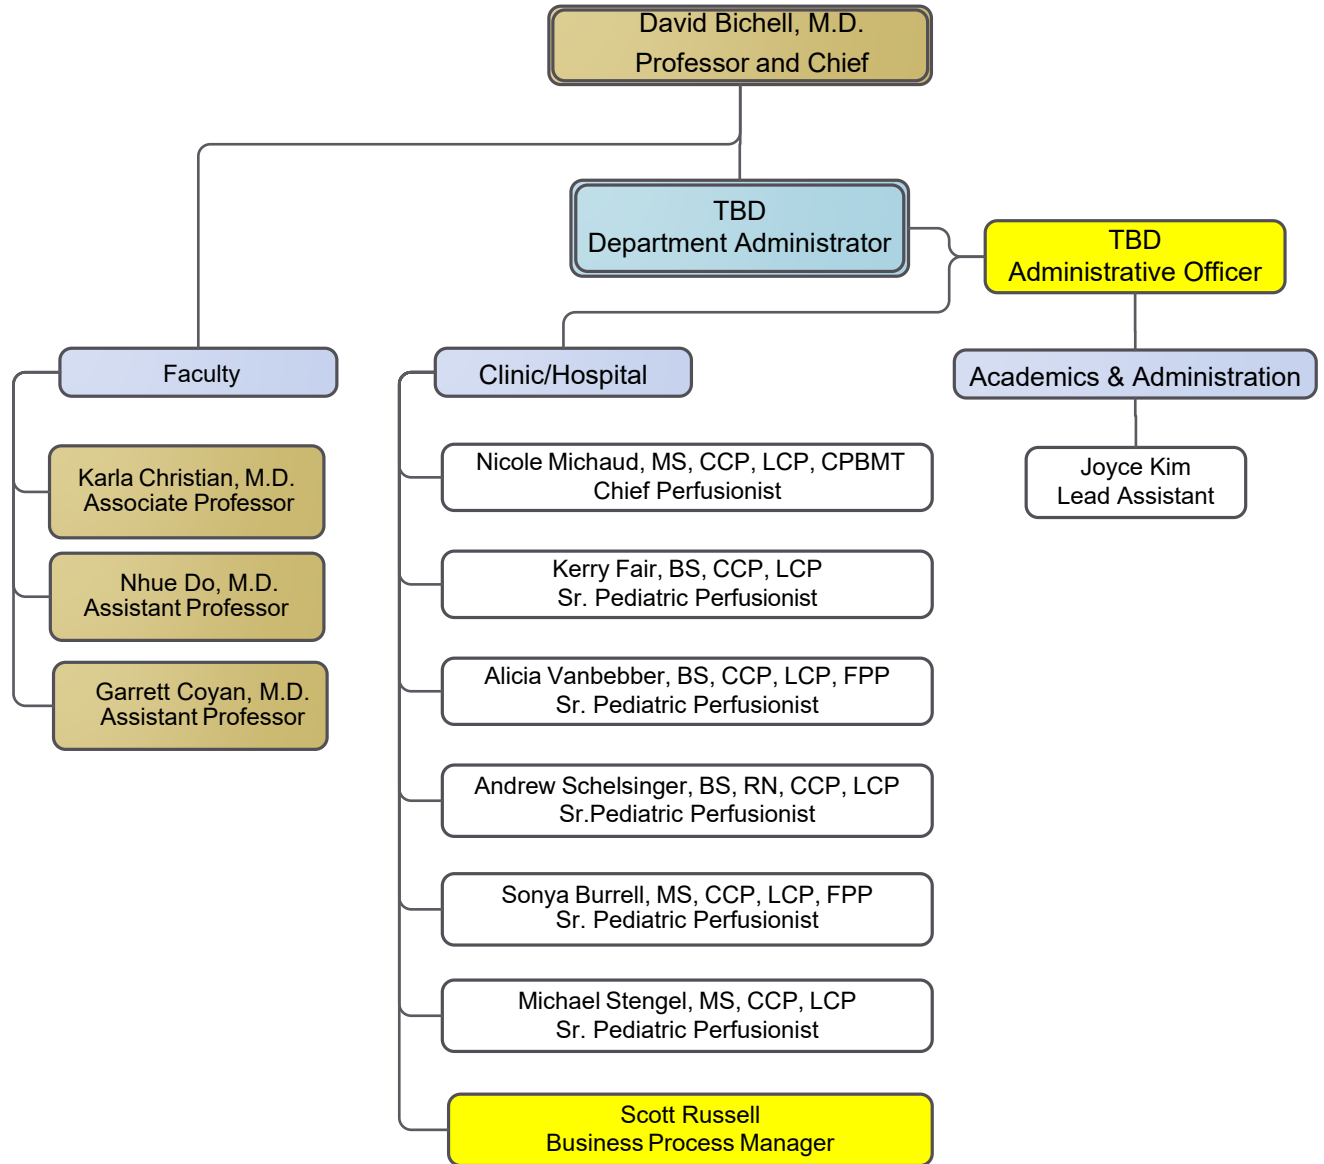 David Bichell, M.D.
Professor and Chief
TBD
Department Administrator
TBD
Administrative Officer
Faculty
Karla Christian, M.D.
Associate Professor
Nhue Do, M.D.
Assistant Professor
Garrett Coyan, M.D.
Assistant Professor
Clinic/Hospital
Nicole Michaud, MS, CCP, LCP, CPBMT
Chief Perfusionist
Kerry Fair, BS, CCP, LCP
Sr. Pediatric Perfusionist
Alicia Vanbebber, BS, CCP, LCP, FPP
Sr. Pediatric Perfusionist
Andrew Schelsinger, BS, RN, CCP, LCP
Sr.Pediatric Perfusionist
Sonya Burrell, MS, CCP, LCP, FPP
Sr. Pediatric Perfusionist
Michael Stengel, MS, CCP, LCP
Sr. Pediatric Perfusionist
Scott Russell
Business Process Manager
Academics & Administration
Joyce Kim
Lead Assistant